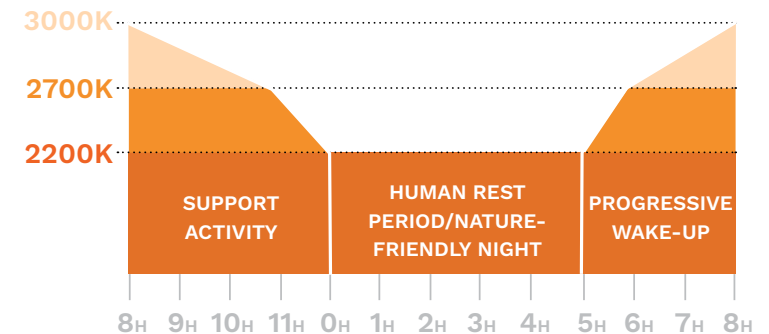 3000K
2700K
2200K
SUPPORT
ACTIVITY
HUMAN REST
PERIOD/NATURE-
FRIENDLY NIGHT
PROGRESSIVE
WAKE-UP
8H 9H 10H 11H 0H 1H 2H 3H 4H 5H 6H 7H 8H